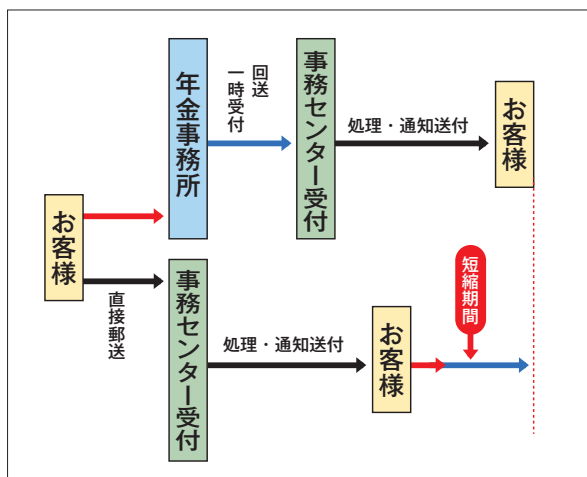 お客様
年金事務所
回送
一時受付
事務センター受付
処理・通知送付
お客様
直接郵送
事務センター受付
処理・通知送付
お客様
短縮期間